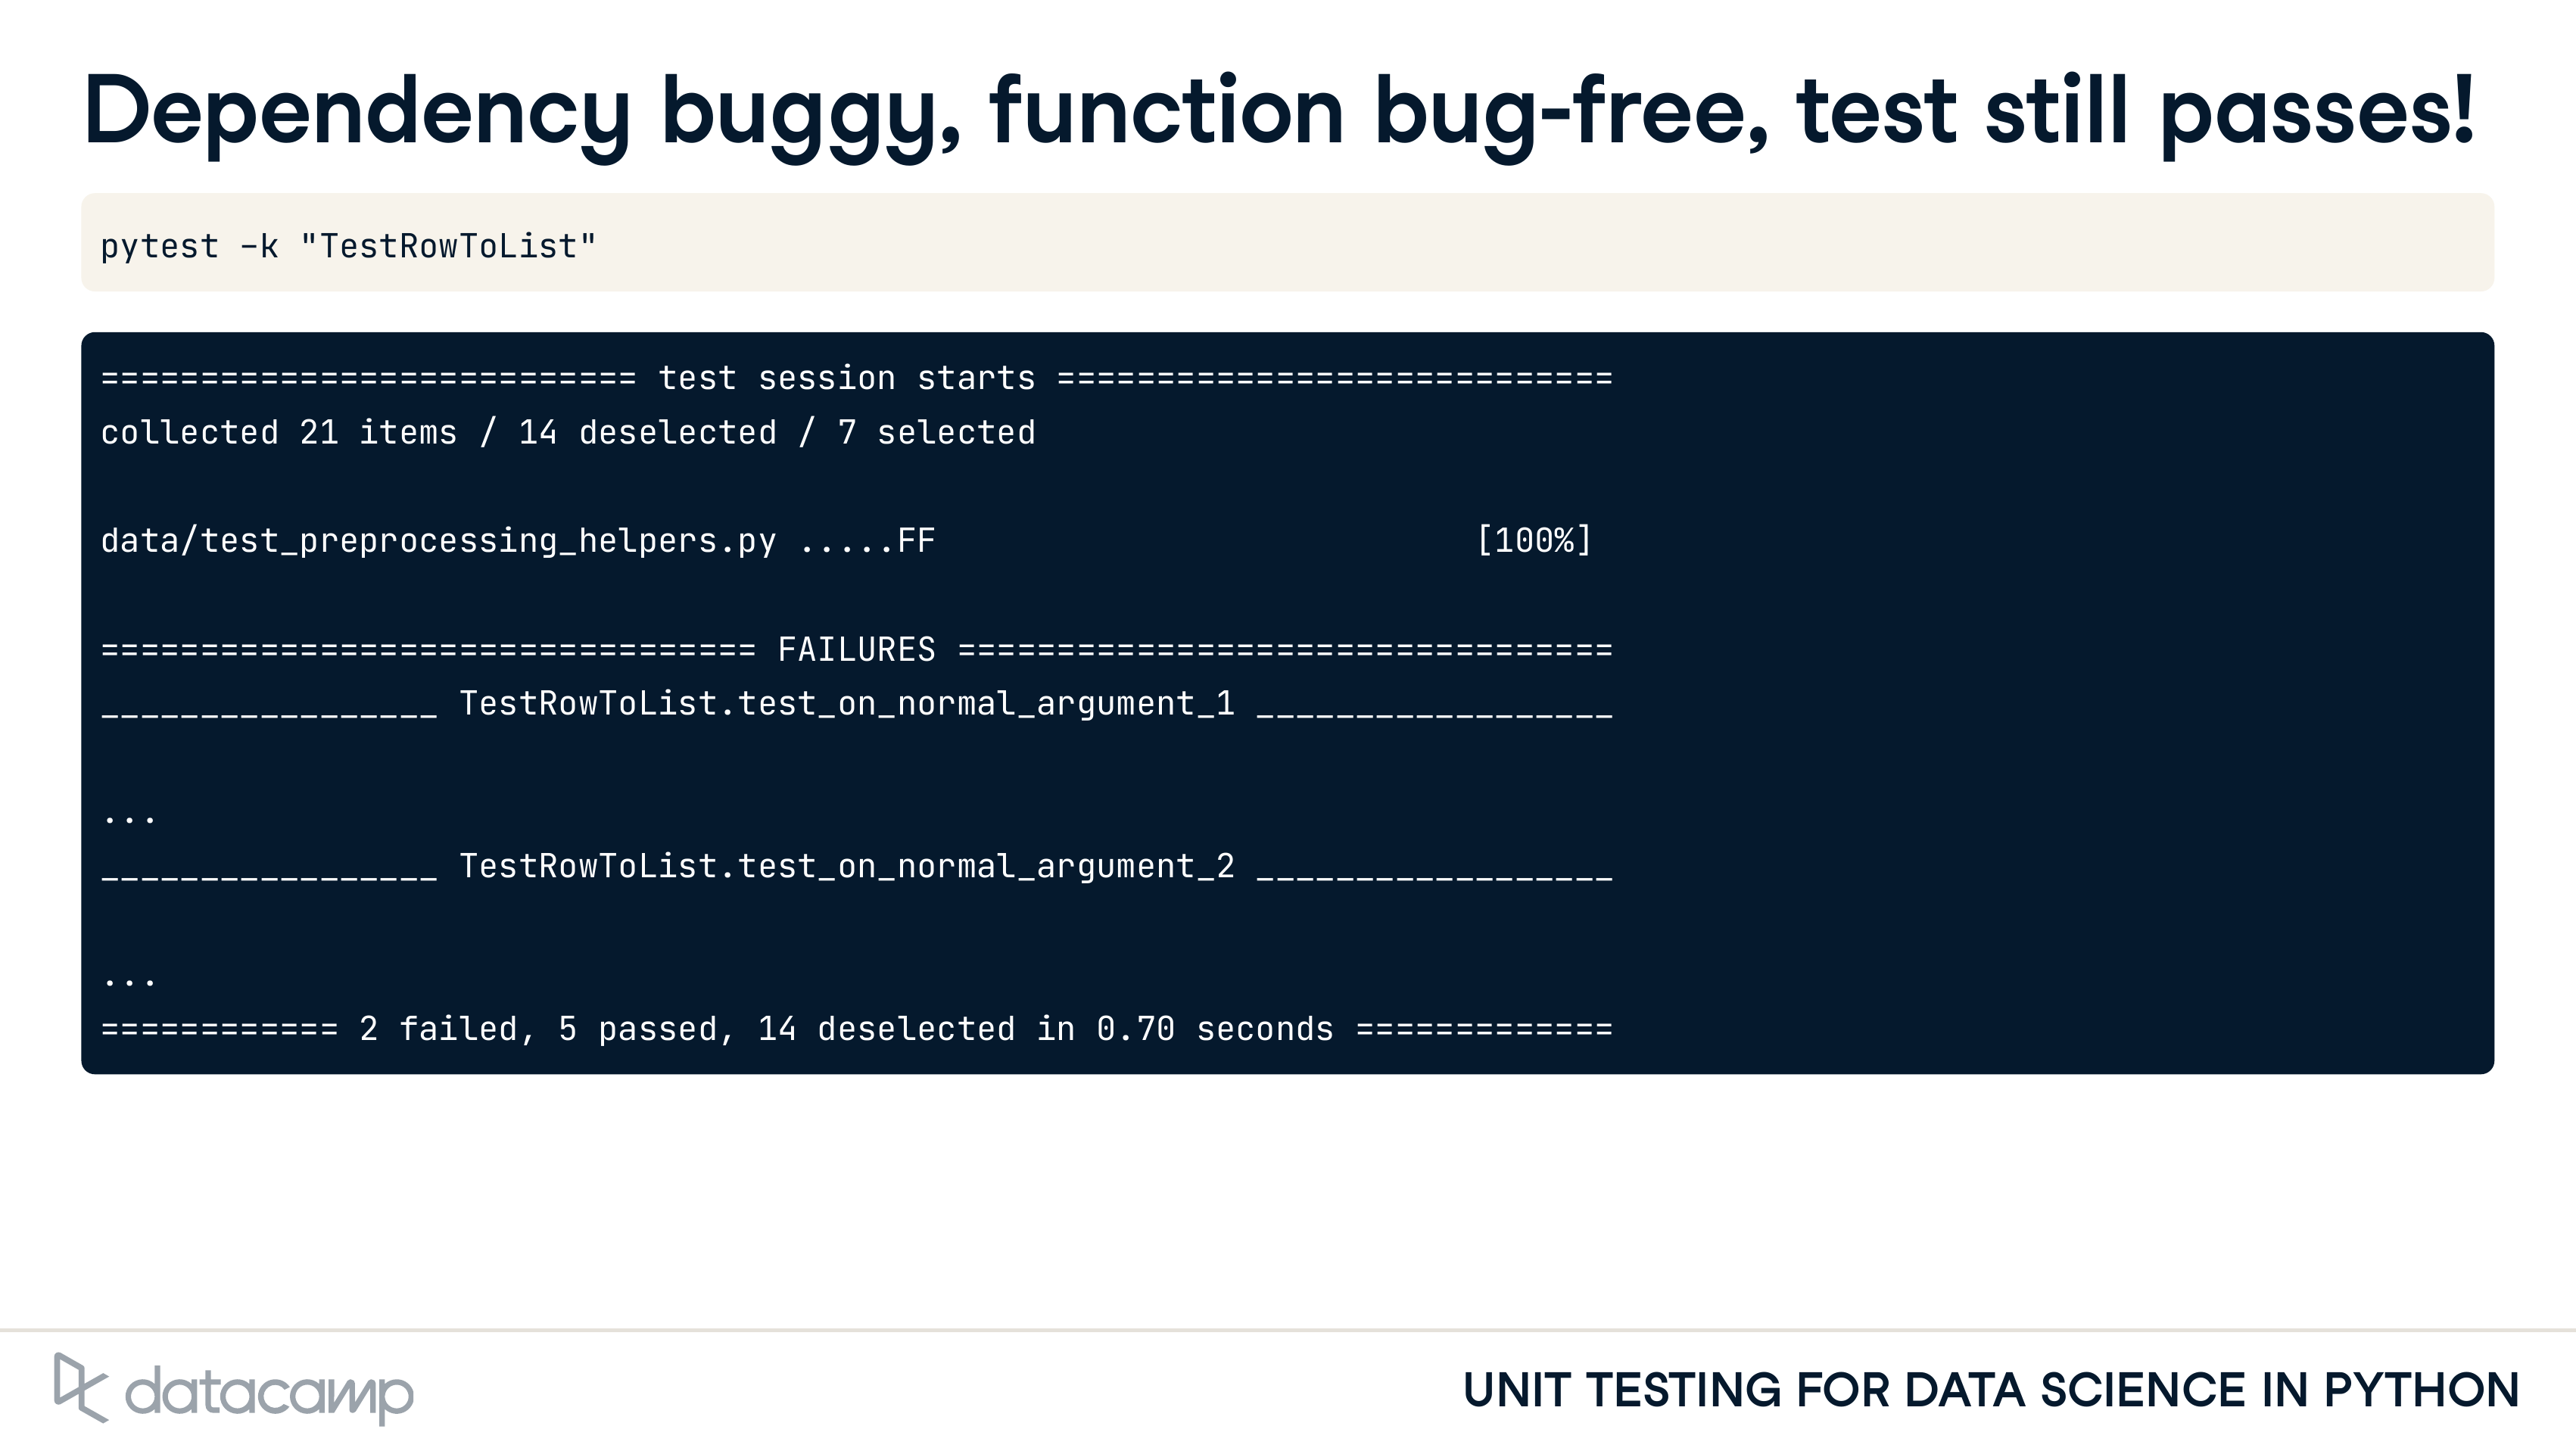 Dependency buggy, function bug-free, test still passes!
pytest -k "TestRowToList"
=========================== test session starts ============================
collected 21 items / 14 deselected / 7 selected
data/test_preprocessing_helpers.py .....FF                           [100%]
================================= FAILURES =================================
_________________ TestRowToList.test_on_normal_argument_1 __________________
...
_________________ TestRowToList.test_on_normal_argument_2 __________________
...
============ 2 failed, 5 passed, 14 deselected in 0.70 seconds =============
datacamp
UNIT TESTING FOR DATA SCIENCE IN PYTHON